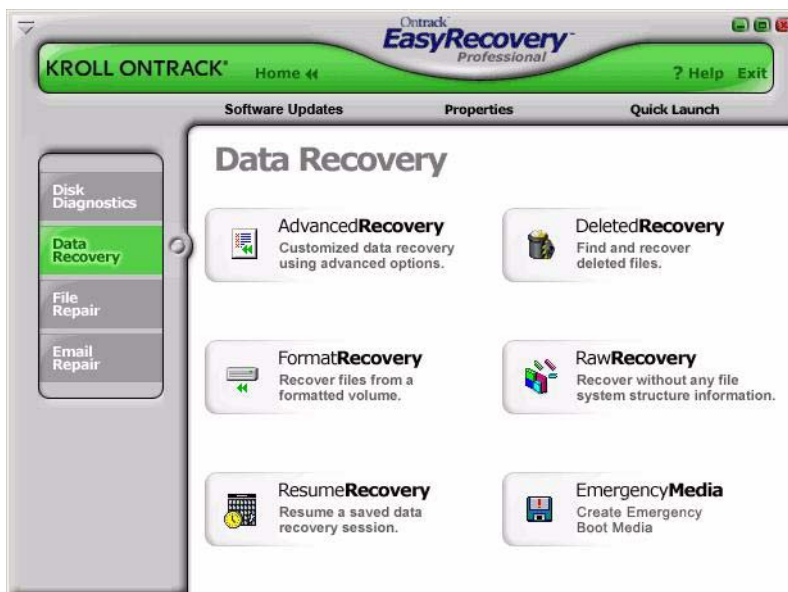 Ontrack
EasyRecovery™
Professional
KROLL ONTRACK®
Home
? Help
Exit
Software Updates
Properties
Quick Launch
Disk
Diagnostics
Data
Recovery
File
Repair
Email
Repair
Data Recovery
AdvancedRecovery
Customized data recovery
using advanced options.
DeletedRecovery
Find and recover
deleted files.
FormatRecovery
Recover files from a
formatted volume.
RawRecovery
Recover without any file
system structure information.
ResumeRecovery
Resume a saved data
recovery session.
EmergencyMedia
Create Emergency
Boot Media